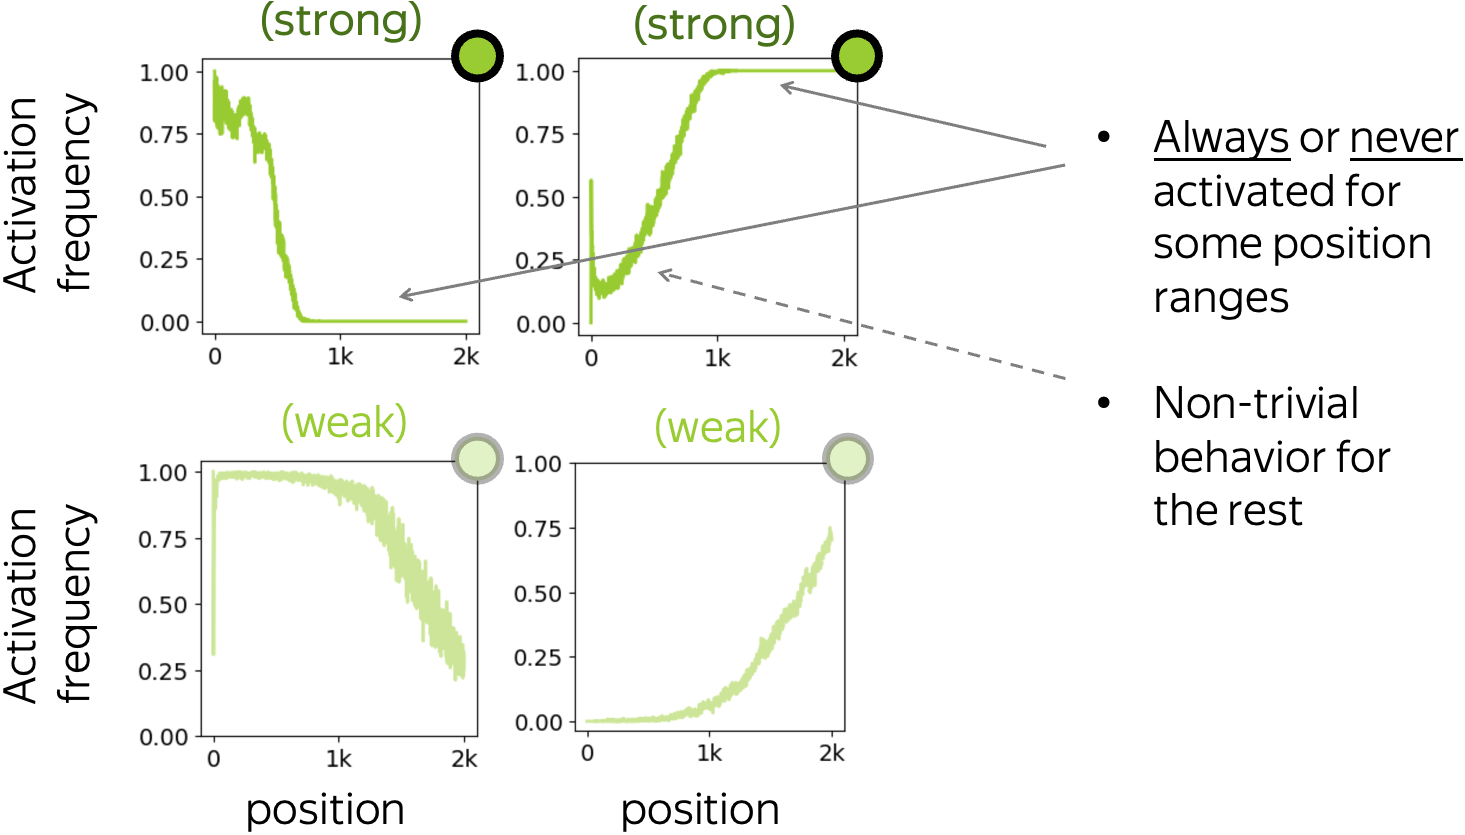 (strong)
(strong)
Activation
frequency
1.00
0.75
0.50
0.25
0.00
0
1k
2k
1.00
0.75
0.50
0.25
0.00
0
1k
2k
• Always or never
activated for
some position
ranges
• Non-trivial
behavior for
the rest
(weak)
(weak)
Activation
frequency
1.00
0.75
0.50
0.25
0.00
0
1k
2k
1.00
0.75
0.50
0.25
0.00
0
1k
2k
position
position